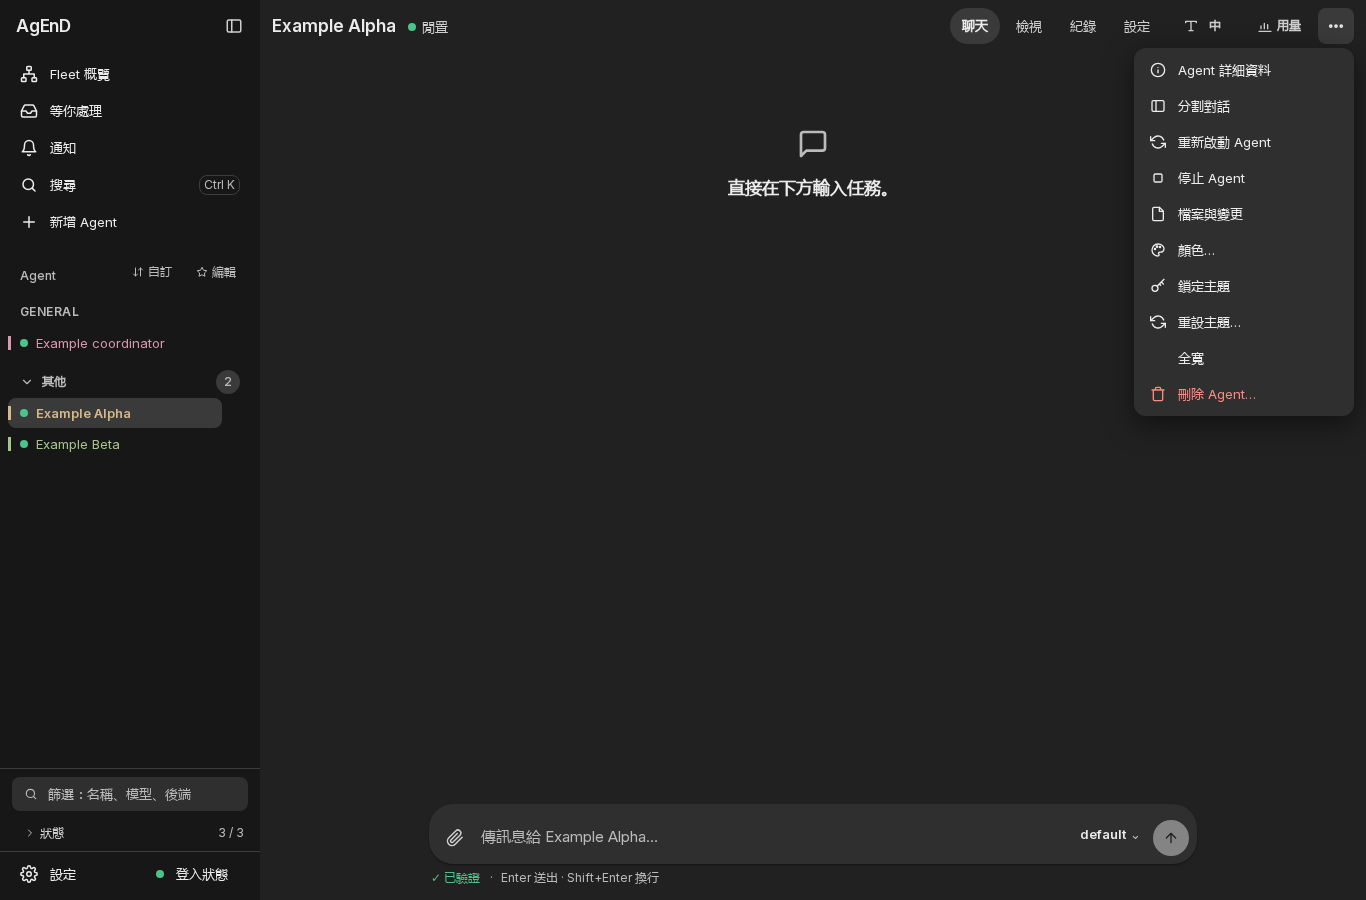 AgEnD
Fleet 概覽
等你處理
通知
搜尋 Ctrl K
新增 Agent
Agent 自訂 編輯
GENERAL
Example coordinator
其他 2
Example Alpha
Example Beta
篩選：名稱、模型、後端
狀態 3 / 3
設定 登入狀態
Example Alpha 閒置
聊天 檢視 紀錄 設定 中 用量
Agent 詳細資料
分割對話
重新啟動 Agent
停止 Agent
檔案與變更
顏色…
鎖定主題
重設主題…
全寬
刪除 Agent…
直接在下方輸入任務。
傳訊息給 Example Alpha… default
✓ 已驗證 · Enter 送出 · Shift+Enter 換行